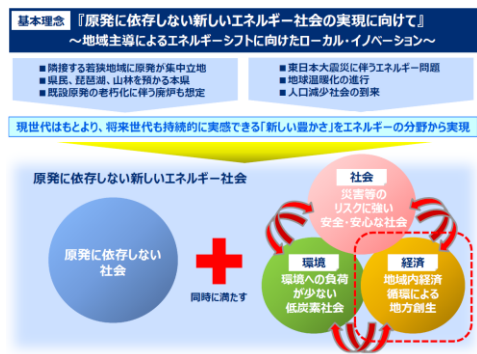 基本理念 『原発に依存しない新しいエネルギー社会の実現に向けて』
～地域主導によるエネルギーシフトに向けたローカル・イノベーション～
■隣接する若狭地域に原発が集中立地
■県民、琵琶湖、山林を預かる本県
■既設原発の老朽化に伴う廃炉も想定
■東日本大震災に伴うエネルギー問題
■地球温暖化の進行
■人口減少社会の到来
現世代はもとより、将来世代も持続的に実感できる「新しい豊かさ」をエネルギーの分野から実現
原発に依存しない新しいエネルギー社会
原発に依存しない
社会
同時に満たす
社会
災害等の
リスクに強い
安全・安心な社会
環境
環境への負荷
が少ない
低炭素社会
経済
地域内経済
循環による
地方創生